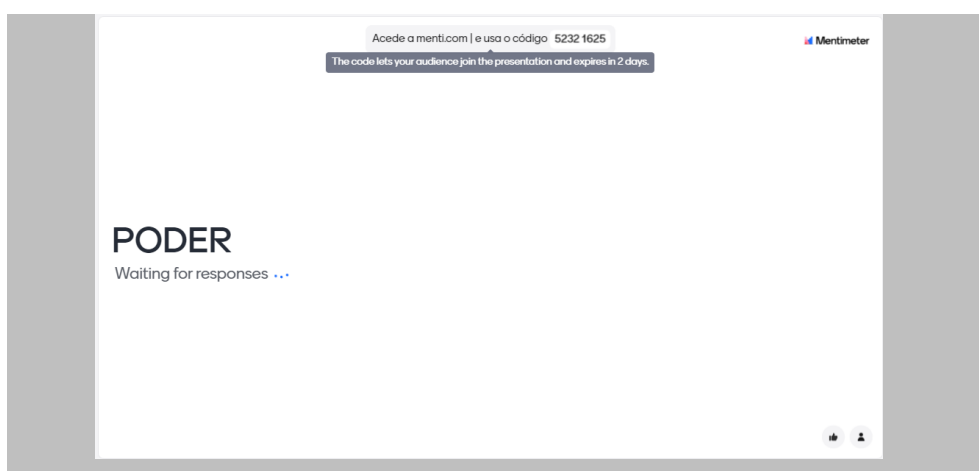 Acede a menti.com | e usa o código 5232 1625
Mentimeter
The code lets your audience join the presentation and expires in 2 days.
PODER
Waiting for responses ...